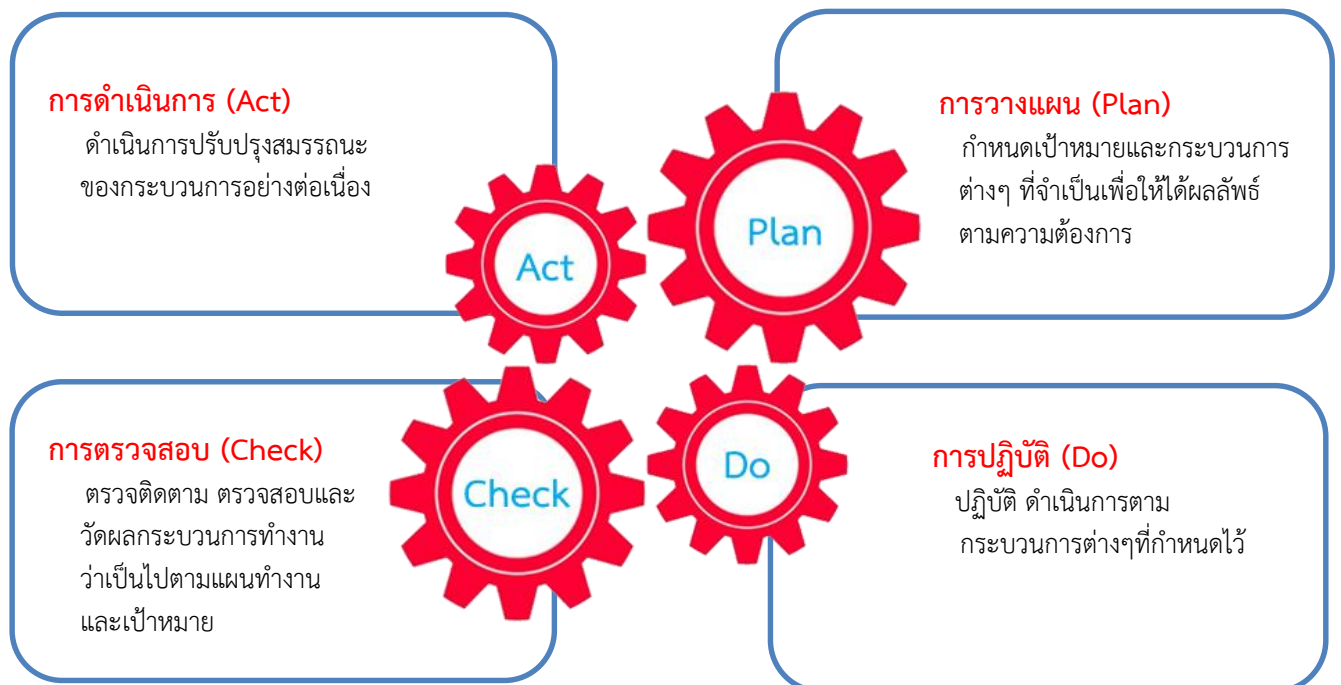 การดำเนินการ (Act)
ดำเนินการปรับปรุงสมรรถนะ
ของกระบวนการอย่างต่อเนื่อง
Act
Plan
การวางแผน (Plan)
กำหนดเป้าหมายและกระบวนการ
ต่างๆ ที่จำเป็นเพื่อให้ได้ผลลัพธ์
ตามความต้องการ
การตรวจสอบ (Check)
ตรวจติดตาม ตรวจสอบและ
วัดผลกระบวนการทำงาน
ว่าเป็นไปตามแผนทำงาน
และเป้าหมาย
Check
Do
การปฏิบัติ (Do)
ปฏิบัติ ดำเนินการตาม
กระบวนการต่างๆที่กำหนดไว้